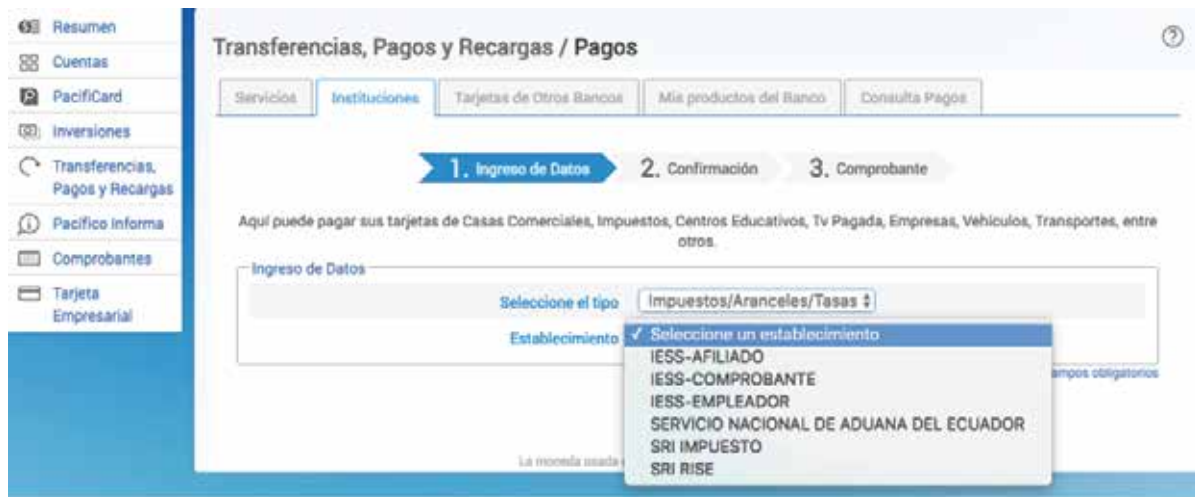 Resumen
Cuentas
PacifiCard
Inversiones
Transferencias,
Pagos y Recargas
Pacífico Informa
Comprobantes
Tarjeta
Empresarial
Transferencias, Pagos y Recargas / Pagos
?
Servicios Instituciones Tarjetas de Otros Bancos Mis productos del Banco Consulta Pagos
1. Ingreso de Datos 2. Confirmación 3. Comprobante
Aquí puede pagar sus tarjetas de Casas Comerciales, Impuestos, Centros Educativos, Tv Pagada, Empresas, Vehículos, Transportes, entre
otros.
Ingreso de Datos
Seleccione el tipo Impuestos/Aranceles/Tasas
Establecimiento ✓ Seleccione un establecimiento
IESS-AFILIADO
IESS-COMPROBANTE
ampos obligatorios
IESS-EMPLEADOR
SERVICIO NACIONAL DE ADUANA DEL ECUADOR
SRI IMPUESTO
La moneda usada
SRI RISE